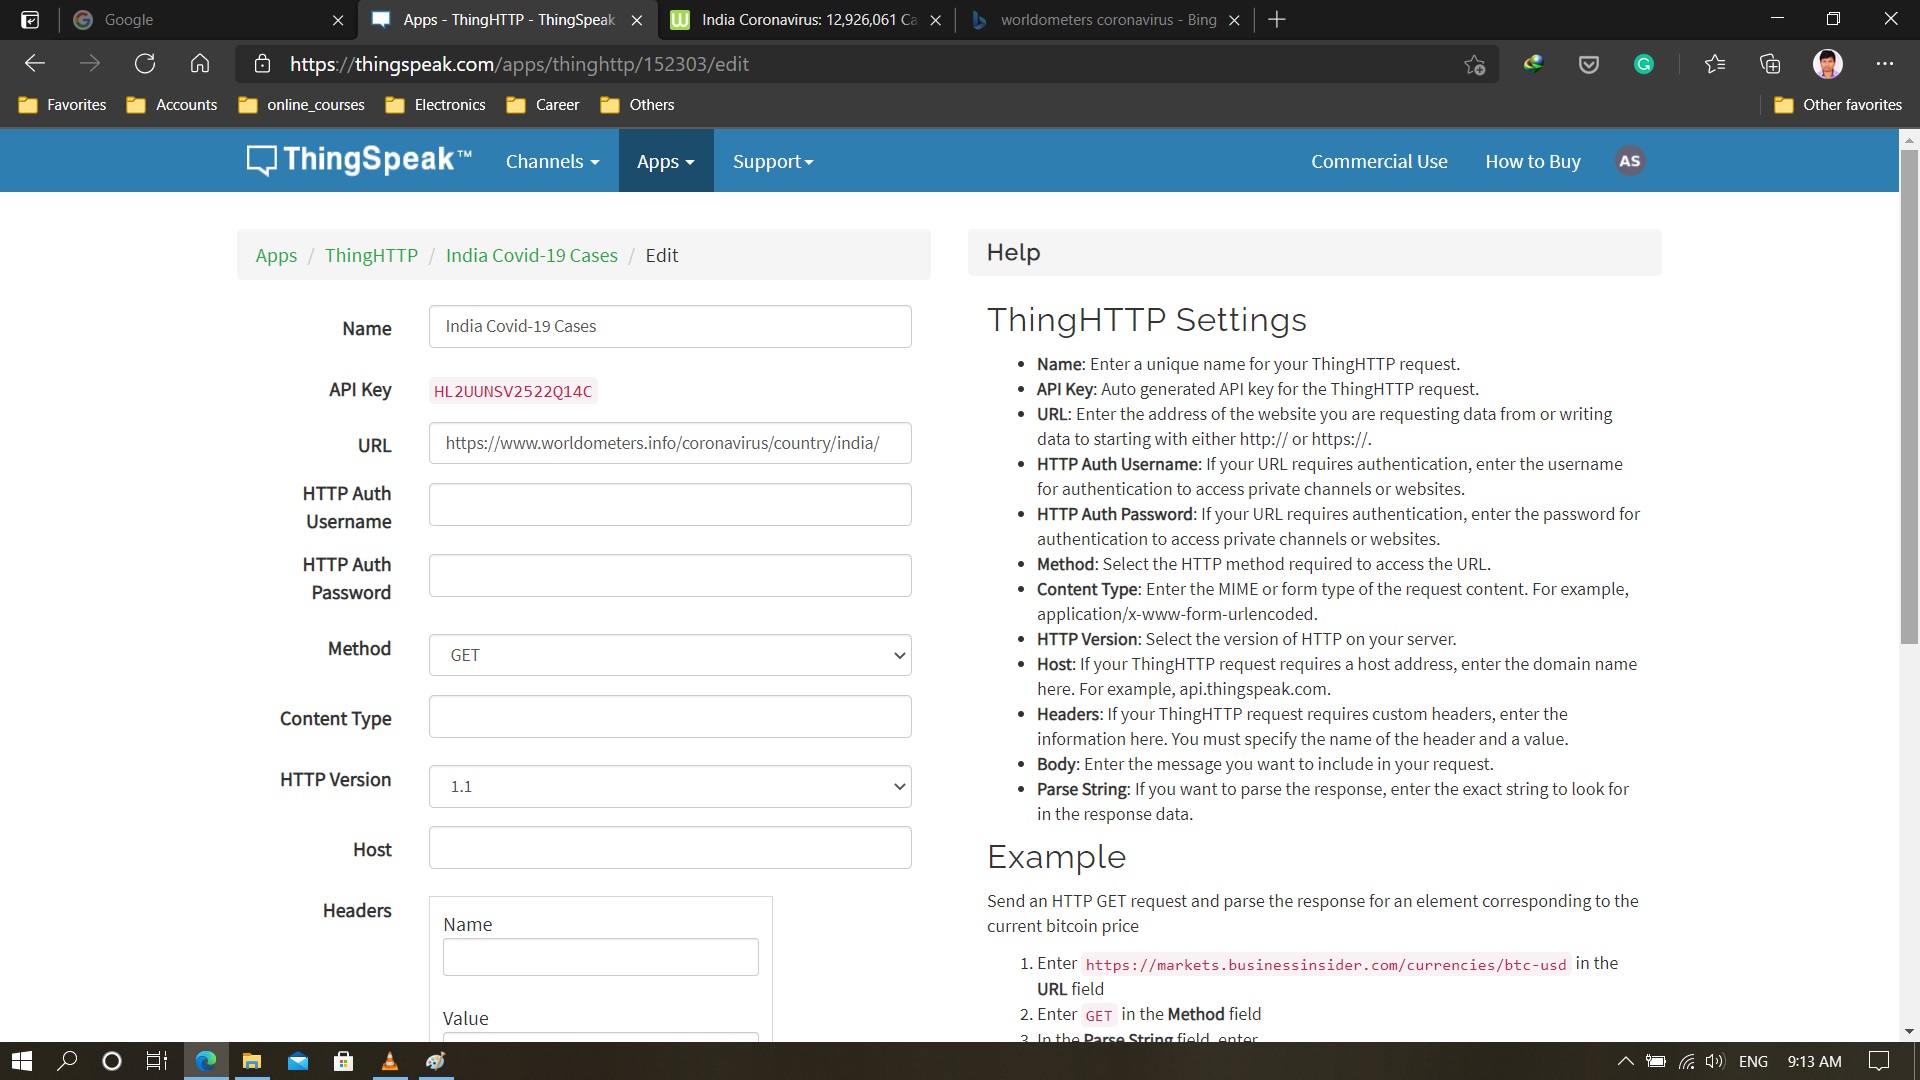 Google
Apps - ThingHTTP - ThingSpeak
India Coronavirus: 12,926,061 Ca
worldometers coronavirus - Bing
https://thingspeak.com/apps/thinghttp/152303/edit
Favorites
Accounts
online_courses
Electronics
Career
Others
Other favorites
ThingSpeak™
Channels
Apps
Support
Commercial Use
How to Buy
AS
Apps / ThingHTTP / India Covid-19 Cases / Edit
Name
India Covid-19 Cases
API Key
HL2UUNSV2522Q14C
URL
https://www.worldometers.info/coronavirus/country/india/
HTTP Auth
Username
HTTP Auth
Password
Method
GET
Content Type
HTTP Version
1.1
Host
Headers
Name
Value
Help
ThingHTTP Settings
• Name: Enter a unique name for your ThingHTTP request.
• API Key: Auto generated API key for the ThingHTTP request.
• URL: Enter the address of the website you are requesting data from or writing
data to starting with either http:// or https://.
• HTTP Auth Username: If your URL requires authentication, enter the username
for authentication to access private channels or websites.
• HTTP Auth Password: If your URL requires authentication, enter the password for
authentication to access private channels or websites.
• Method: Select the HTTP method required to access the URL.
• Content Type: Enter the MIME or form type of the request content. For example,
application/x-www-form-urlencoded.
• HTTP Version: Select the version of HTTP on your server.
• Host: If your ThingHTTP request requires a host address, enter the domain name
here. For example, api.thingspeak.com.
• Headers: If your ThingHTTP request requires custom headers, enter the
information here. You must specify the name of the header and a value.
• Body: Enter the message you want to include in your request.
• Parse String: If you want to parse the response, enter the exact string to look for
in the response data.
Example
Send an HTTP GET request and parse the response for an element corresponding to the
current bitcoin price
1. Enter https://markets.businessinsider.com/currencies/btc-usd in the
URL field
2. Enter GET in the Method field
3. In the Parse String field, enter
ENG
9:13 AM